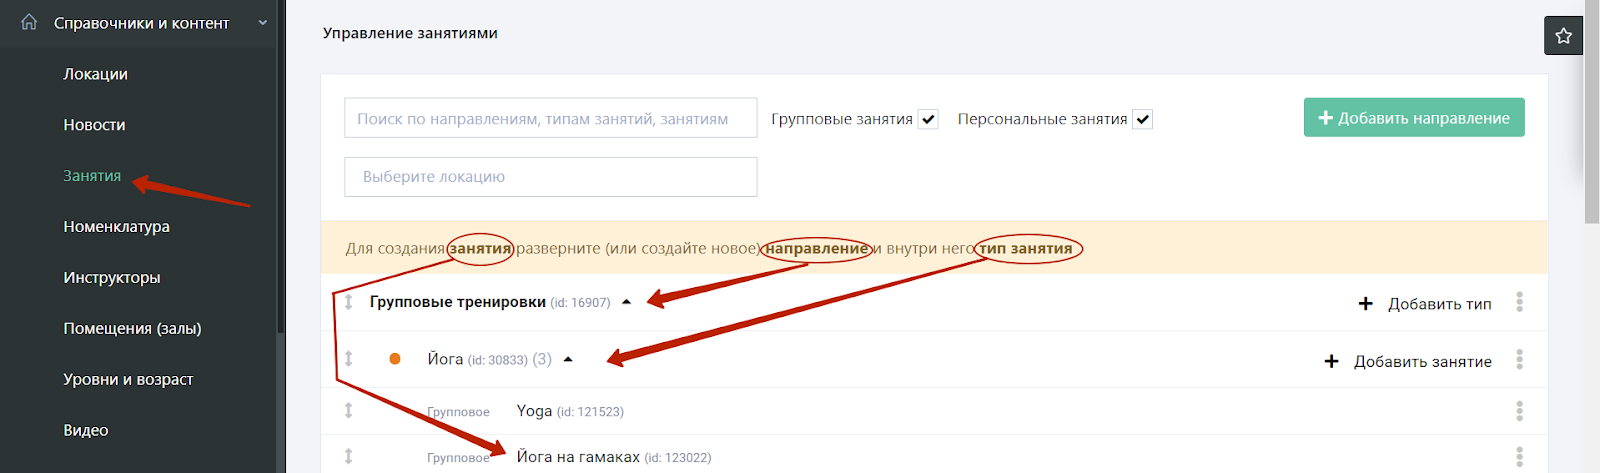 Справочники и контент
Локации
Новости
Занятия
Номенклатура
Инструкторы
Помещения (залы)
Уровни и возраст
Видео
Управление занятиями
Поиск по направлениям, типам занятий, занятиям
Групповые занятия
Персональные занятия
Добавить направление
Выберите локацию
Для создания занятия разверните (или создайте новое) направление и внутри него тип занятия
Групповые тренировки (id: 16907)
Добавить тип
Йога (id: 30833) (3)
Добавить занятие
Групповое Yoga (id: 121523)
Групповое Йога на гамаках (id: 123022)